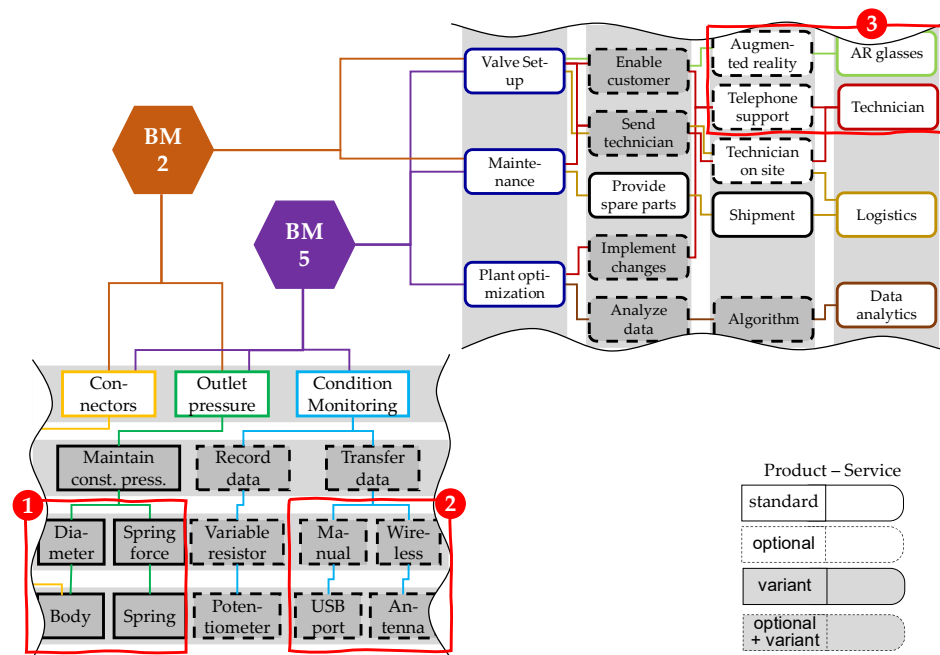 3
Valve Set-
up
Enable
customer
Augmen-
ted reality
AR glasses
Telephone
support
Technician
BM
2
Send
technician
Technician
on site
Mainte-
nance
Provide
spare parts
Shipment
Logistics
BM
5
Implement
changes
Plant opti-
mization
Analyze
data
Algorithm
Data
analytics
Con-
nectors
Outlet
pressure
Condition
Monitoring
Maintain
const. press.
Record
data
Transfer
data
1
2
Dia-
meter
Spring
force
Variable
resistor
Ma-
nual
Wire-
less
Body
Spring
Poten-
tiometer
USB
port
An-
tenna
Product – Service
standard
optional
variant
optional
+ variant